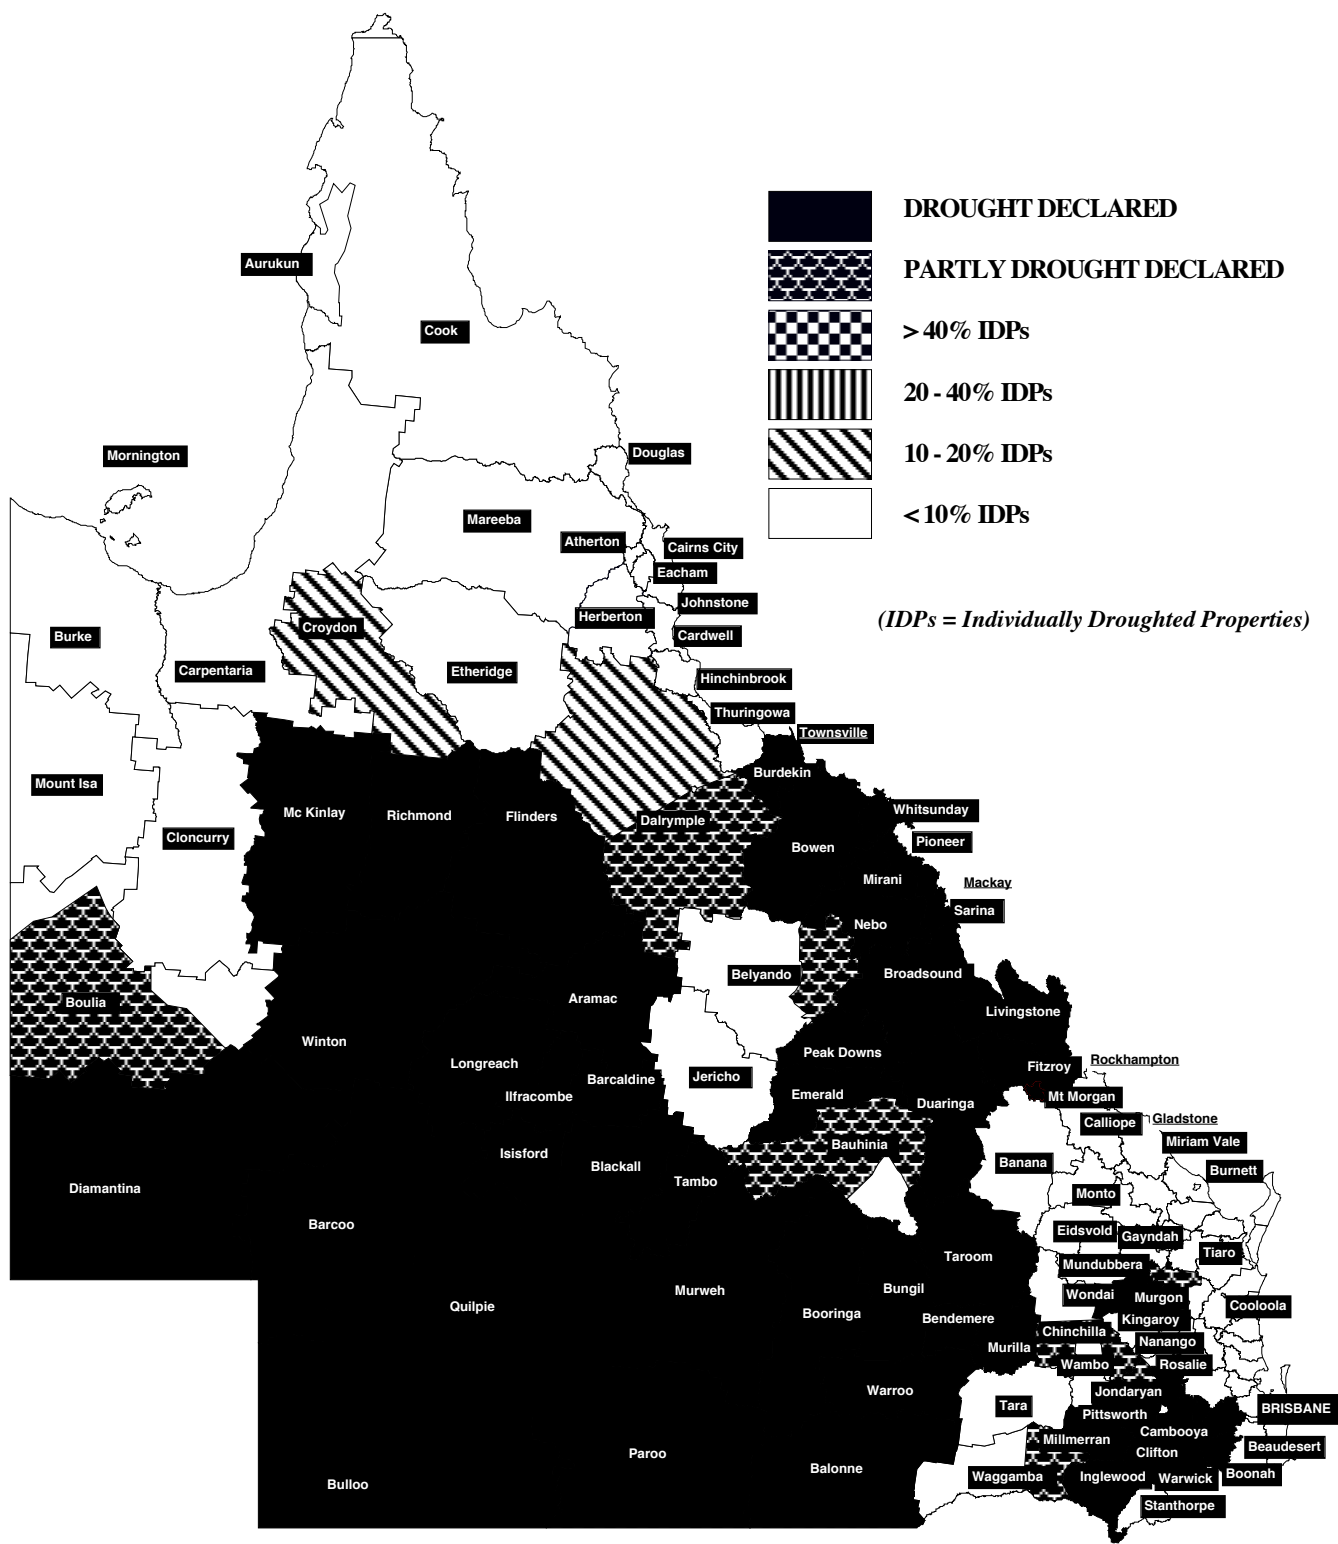 DROUGHT DECLARED
Aurukun
PARTLY DROUGHT DECLARED
Cook
> 40% IDPs
20 - 40% IDPs
Mornington
Douglas
10 - 20% IDPs
Mareeba
< 10% IDPs
Atherton
Cairns City
Eacham
Johnstone
Herberton
(IDPs = Individually Droughted Properties)
Croydon
Burke
Cardwell
Carpentaria
Etheridge
Hinchinbrook
Thuringowa
Townsville
Burdekin
Mount Isa
Mc Kinlay
Richmond
Flinders
Dalrymple
Whitsunday
Cloncurry
Bowen
Pioneer
Mirani
Mackay
Sarina
Nebo
Belyando
Broadsound
Boulia
Aramac
Livingstone
Winton
Longreach
Peak Downs
Rockhampton
Fitzroy
Barcaldine
Jericho
Ilfracombe
Emerald
Duaringa
Mt Morgan
Calliope
Gladstone
Miriam Vale
Bauhinia
Isisford
Blackall
Banana
Burnett
Tambo
Diamantina
Monto
Barcoo
Eidsvold
Gayndah
Tiaro
Taroom
Mundubbera
Murweh
Bungil
Wondai
Murgon
Quilpie
Cooloola
Booringa
Bendemere
Kingaroy
Chinchilla
Nanango
Murilla
Wambo
Rosalie
Warroo
Jondaryan
Tara
BRISBANE
Pittsworth
Cambooya
Millmerran
Beaudesert
Paroo
Clifton
Balonne
Waggamba
Inglewood
Warwick
Boonah
Bulloo
Stanthorpe